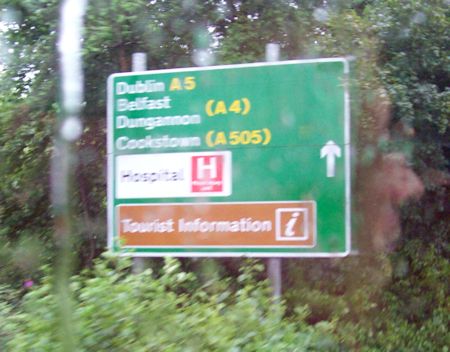 Dublin A5
Belfast
Dungannon (A4)
Cookstown (A505)
Hospital H
Tourist Information i